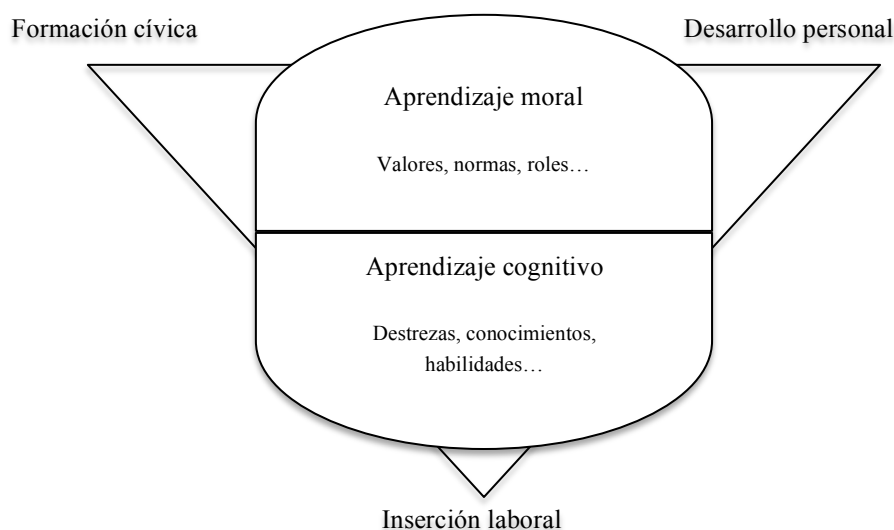 Formación cívica
Desarrollo personal
Aprendizaje moral
Valores, normas, roles…
Aprendizaje cognitivo
Destrezas, conocimientos,
habilidades…
Inserción laboral